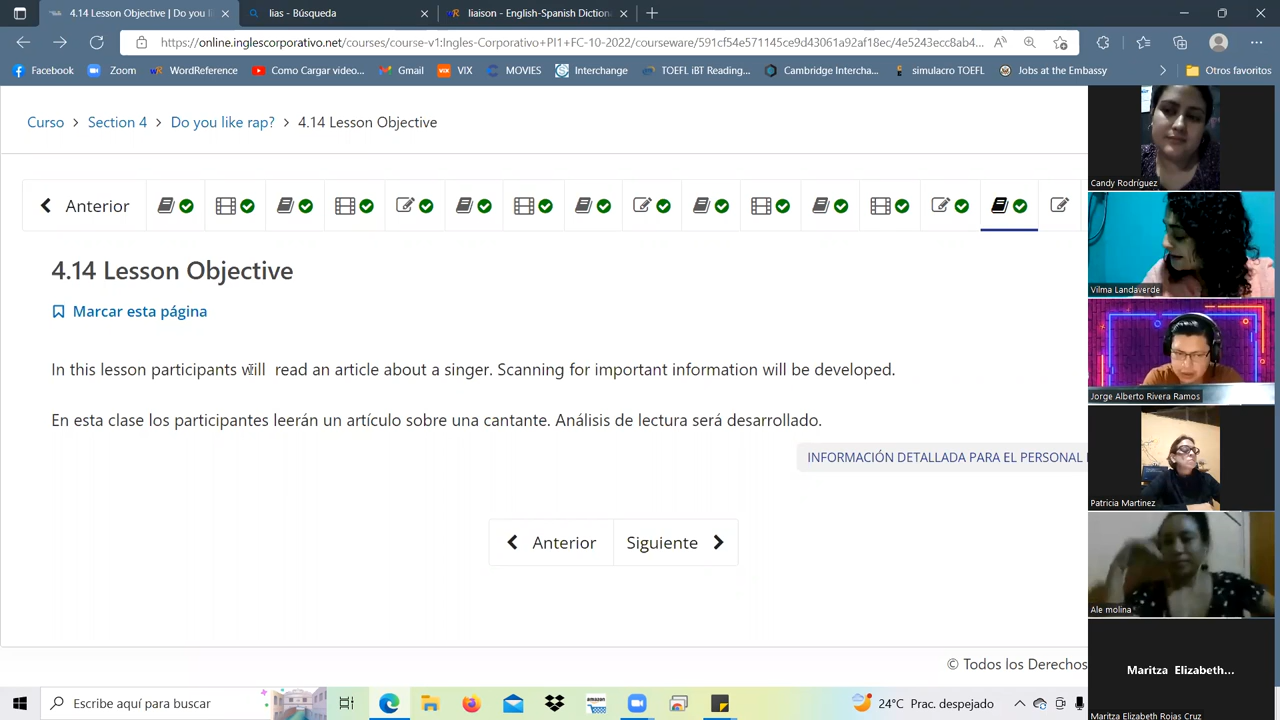 4.14 Lesson Objective | Do you l
lias - Búsqueda
liaison - English-Spanish Dictiona
https://online.inglescorporativo.net/courses/course-v1:Ingles-Corporativo+PI1+FC-10-2022/courseware/591cf54e571145ce9d43061a92af18ec/4e5243ecc8ab4...
Facebook
Zoom
WordReference
Como Cargar video...
Gmail
VIX
MOVIES
Interchange
TOEFL iBT Reading...
Cambridge Intercha...
simulacro TOEFL
Jobs at the Embassy
Otros favoritos
Curso > Section 4 > Do you like rap? > 4.14 Lesson Objective
Anterior
4.14 Lesson Objective
Marcar esta página
In this lesson participants will read an article about a singer. Scanning for important information will be developed.
En esta clase los participantes leerán un artículo sobre una cantante. Análisis de lectura será desarrollado.
INFORMACIÓN DETALLADA PARA EL PERSONAL
Anterior
Siguiente
© Todos los Derechos
Candy Rodríguez
Vilma Landaverde
Jorge Alberto Rivera Ramos
Patricia Martinez
Ale molina
Maritza Elizabeth...
Maritza Elizabeth Rojas Cruz
Escribe aquí para buscar
amazon
24°C Prac. despejado